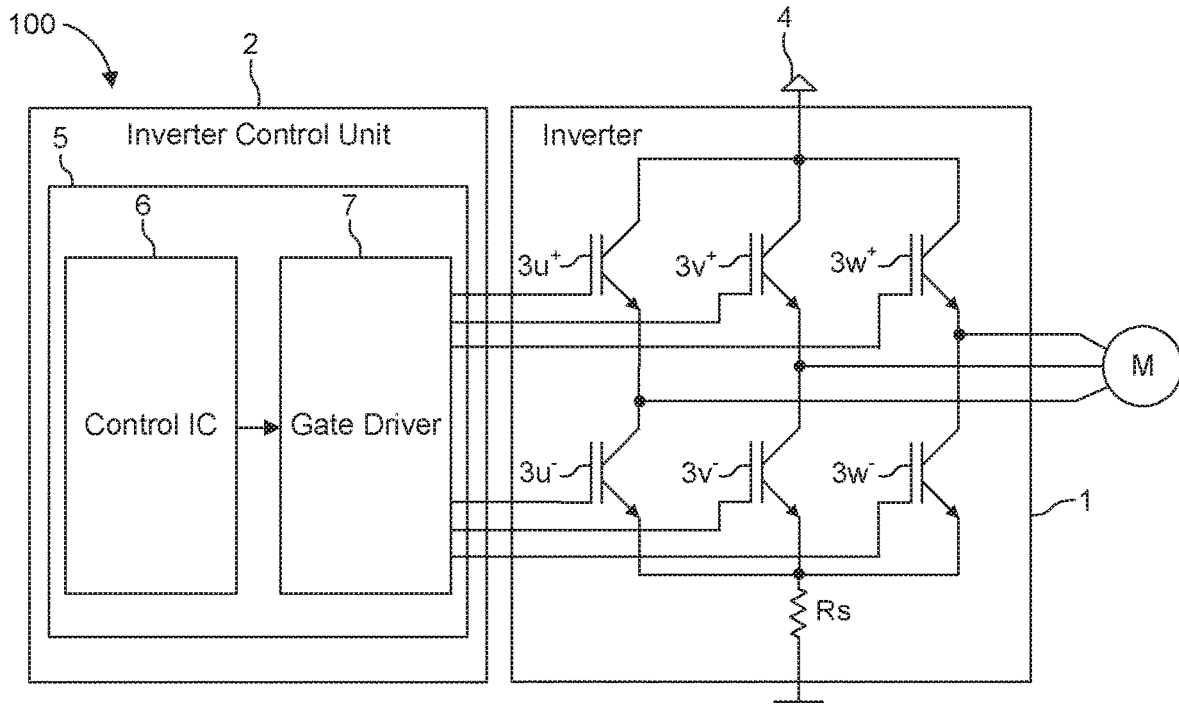 100
2
4
Inverter Control Unit
Inverter
5
6
7
3u+
3v+
3w+
M
Control IC
Gate Driver
3u-
3v-
3w-
1
Rs